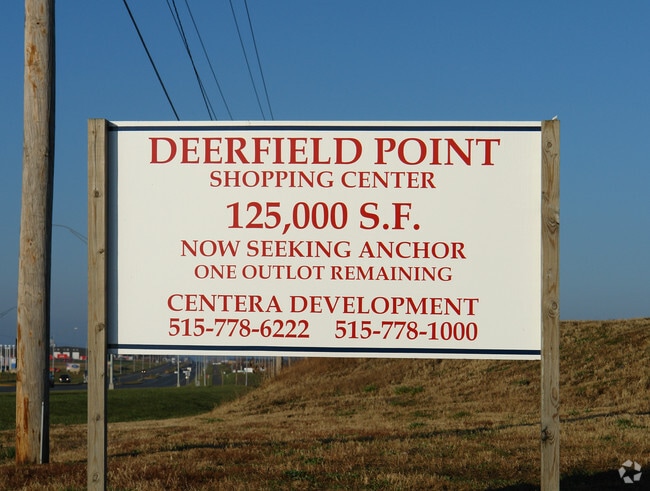 DEERFIELD POINT
SHOPPING CENTER
125,000 S.F.
NOW SEEKING ANCHOR
ONE OUTLOT REMAINING
CENTERA DEVELOPMENT
515-778-6222 515-778-1000